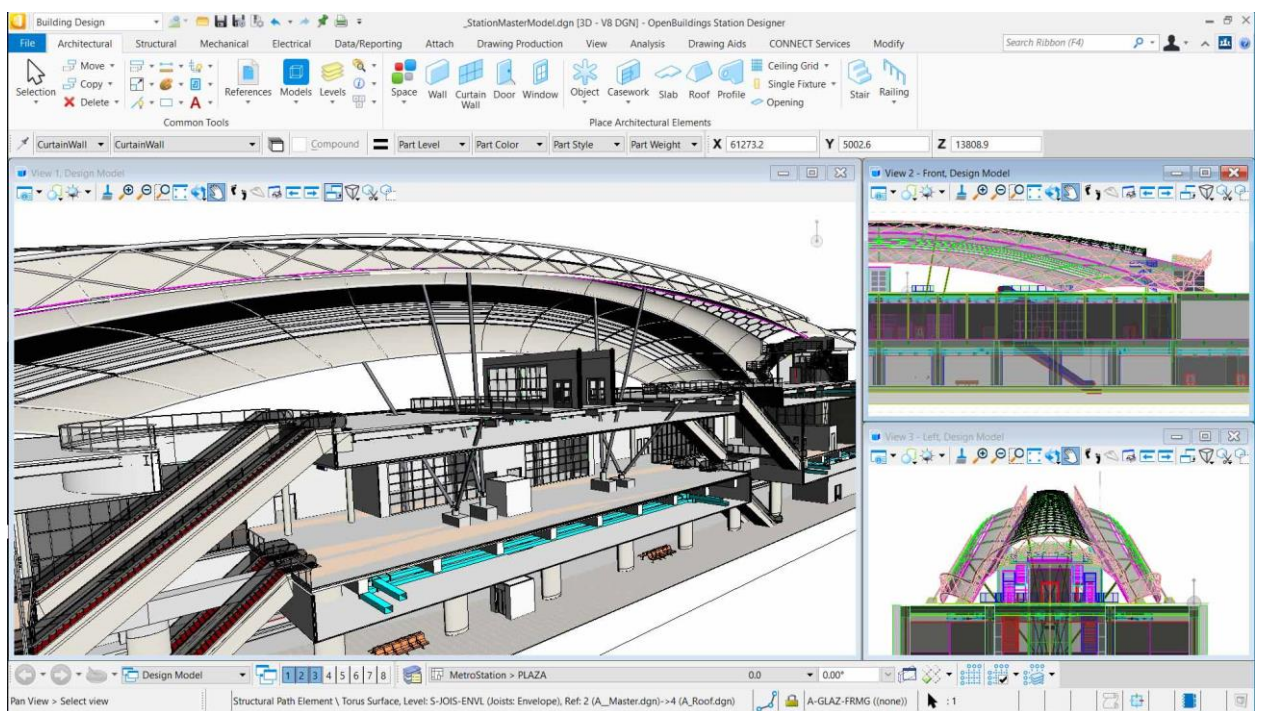 Building Design
_StationMasterModel.dgn [3D - V8 DGN] - OpenBuildings Station Designer
File Architectural Structural Mechanical Electrical Data/Reporting Attach Drawing Production View Analysis Drawing Aids CONNECT Services Modify Search Ribbon (F4)
Move
Copy
Delete
Selection
References Models Levels
Space Wall Curtain Wall Door Window Object Casework Slab Roof Profile
Ceiling Grid
Single Fixture
Opening
Stair Railing
Common Tools
Place Architectural Elements
CurtainWall CurtainWall Compound Part Level Part Color Part Style Part Weight X 61273.2 Y 5002.6 Z 13808.9
View 1, Design Model
View 2 - Front, Design Model
View 3 - Left, Design Model
Design Model 1 2 3 4 5 6 7 8 MetroStation > PLAZA 0.0 0.00°
Pan View > Select view Structural Path Element \ Torus Surface, Level: S-JOIS-ENVL (Joists: Envelope), Ref: 2 (A_Master.dgn)->4 (A_Roof.dgn) A-GLAZ-FRMG ((none)) : 1